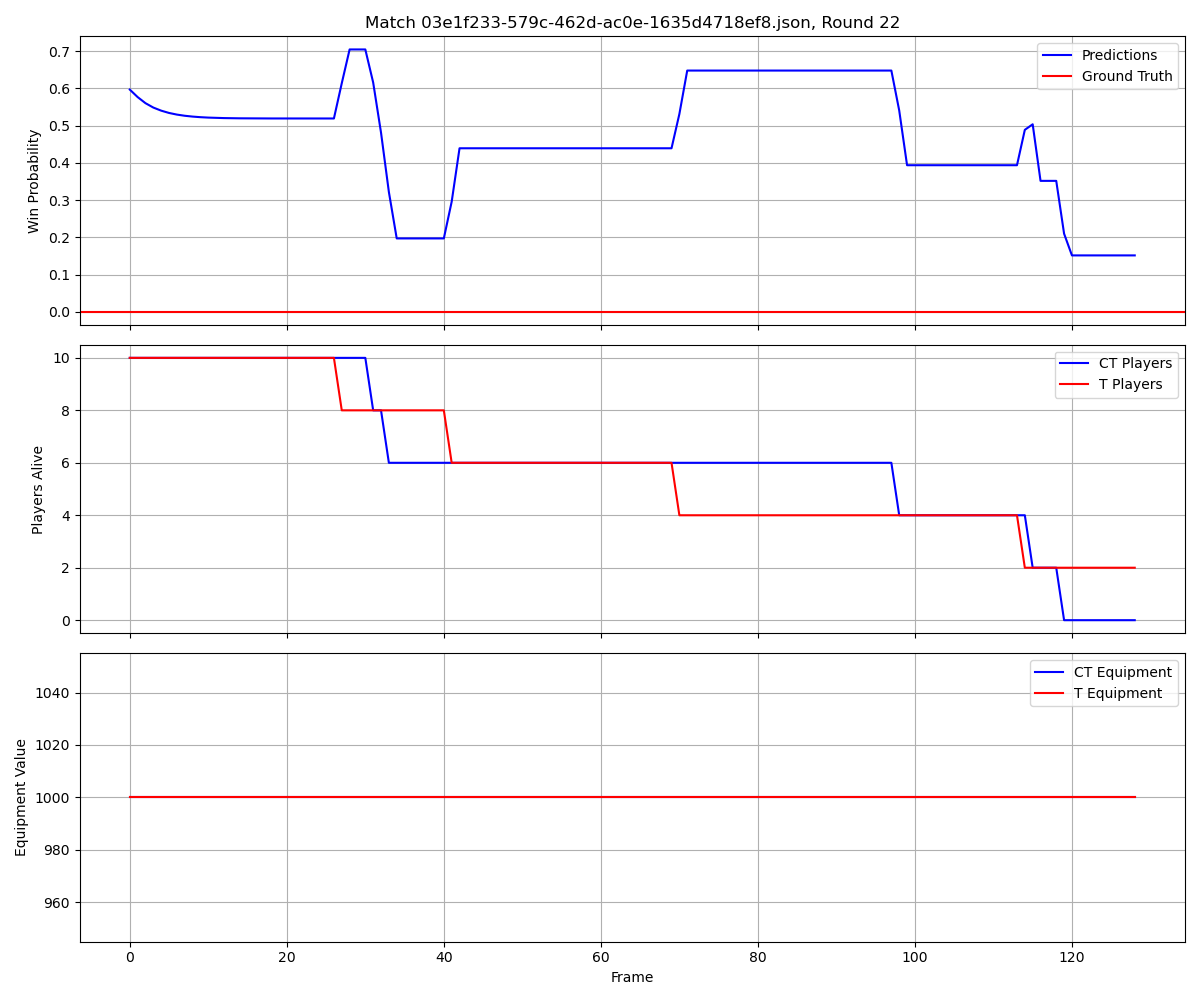 Match 03e1f233-579c-462d-ac0e-1635d4718ef8.json, Round 22
Win Probability
0.7
0.6
0.5
0.4
0.3
0.2
0.1
0.0
Predictions
Ground Truth
Players Alive
10
8
6
4
2
0
CT Players
T Players
Equipment Value
1040
1020
1000
980
960
CT Equipment
T Equipment
0 20 40 60 80 100 120
Frame